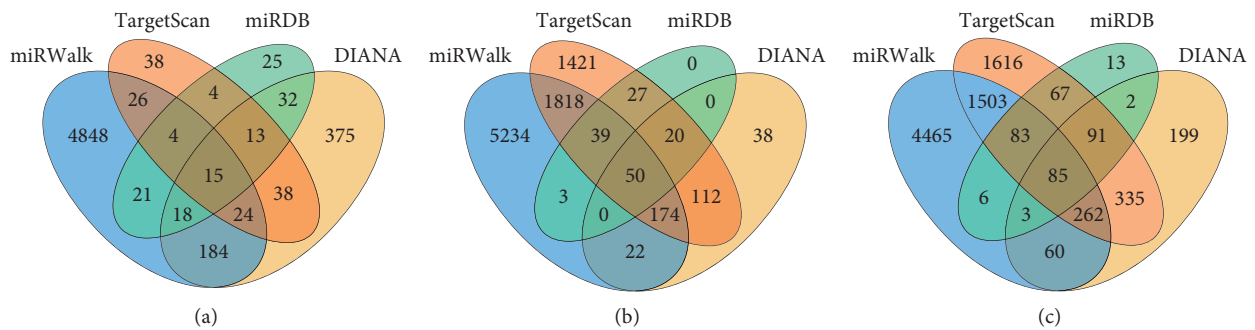 TargetScan miRDB
miRWalk DIANA
38 25
26 4 32
4848 4 13 375
15
21 38
18 24
184
(a)
TargetScan miRDB
miRWalk DIANA
1421 0
1818 27 0
5234 39 20 38
50
3 112
0 174
22
(b)
TargetScan miRDB
miRWalk DIANA
1616 13
1503 67 2
4465 83 91 199
85
6 335
3 262
60
(c)